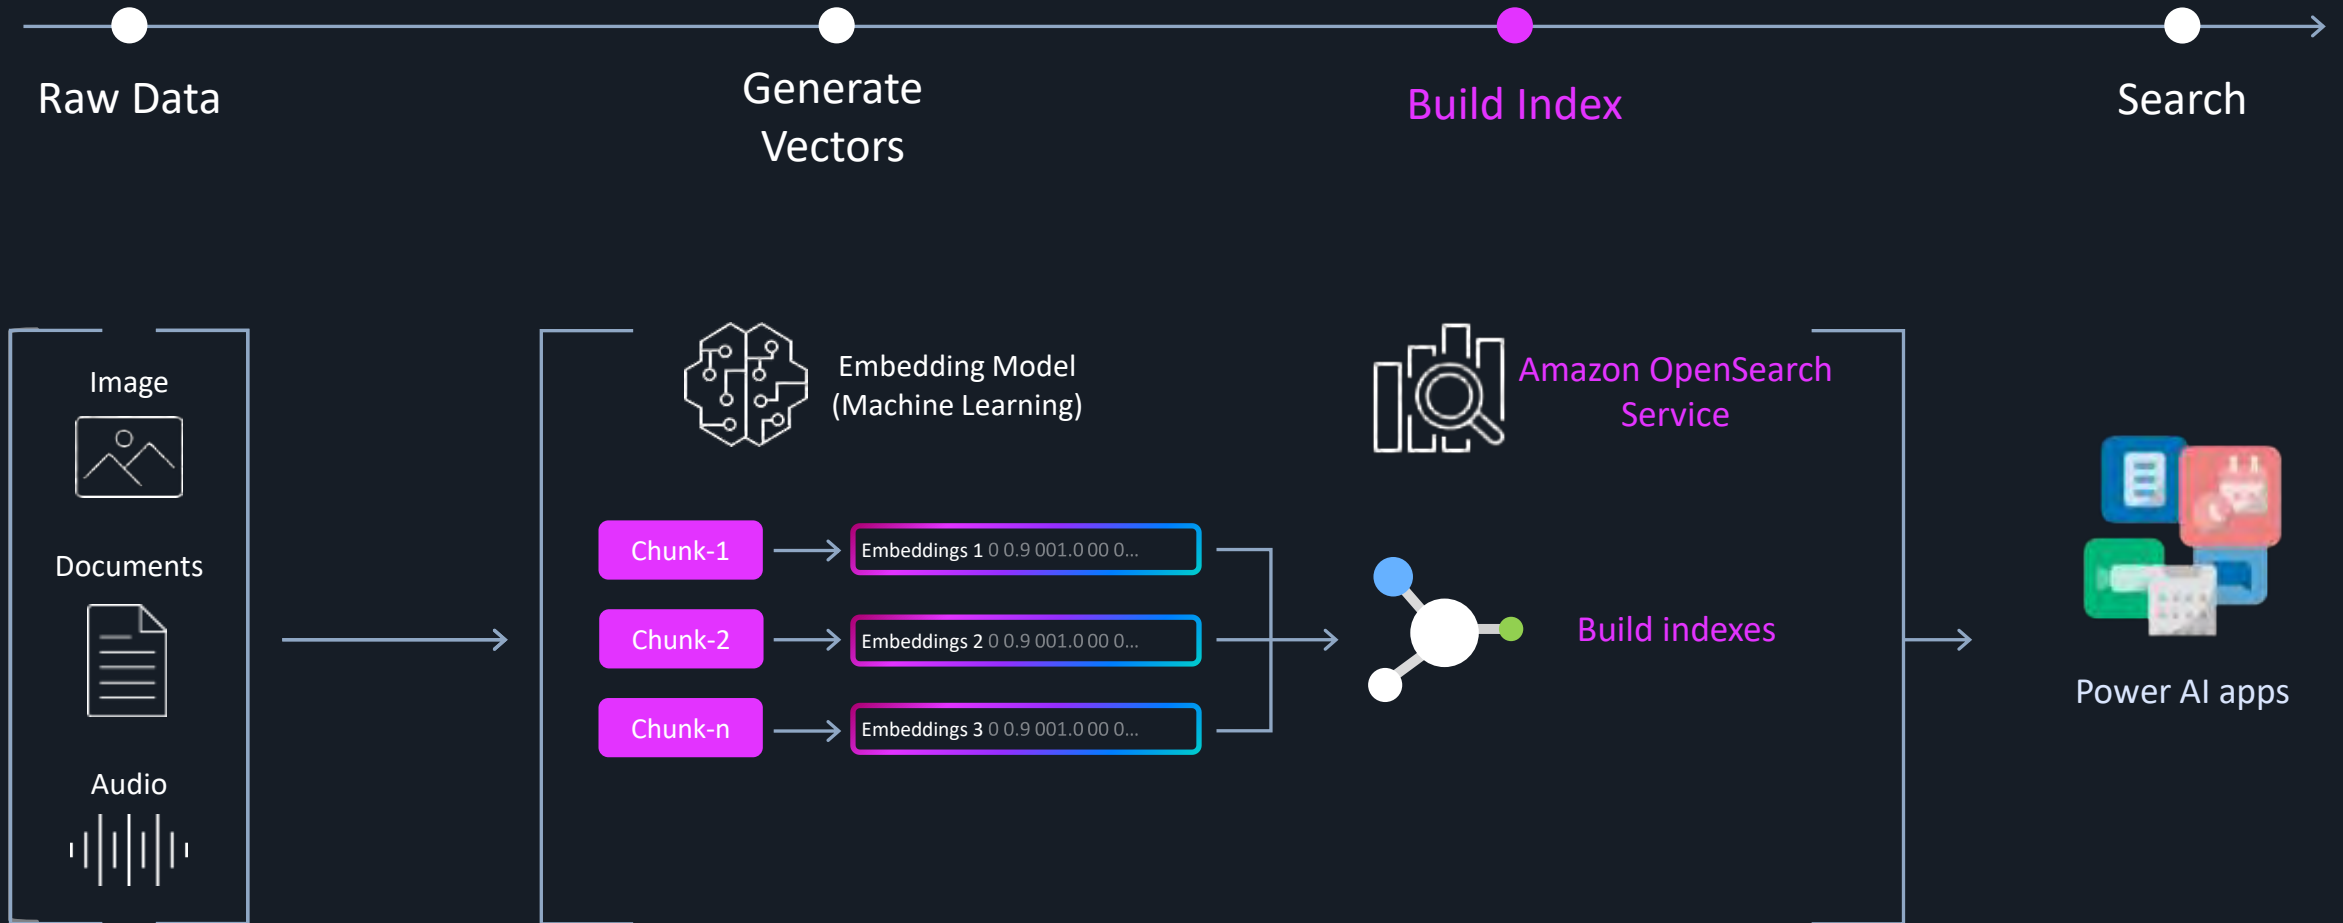 Raw Data
Generate
Vectors
Build Index
Search
Image
Documents
Audio
Embedding Model
(Machine Learning)
Chunk-1
Embeddings 1 0 0.9 001.0 00 0...
Chunk-2
Embeddings 2 0 0.9 001.0 00 0...
Chunk-n
Embeddings 3 0 0.9 001.0 00 0...
Amazon OpenSearch
Service
Build indexes
Power AI apps